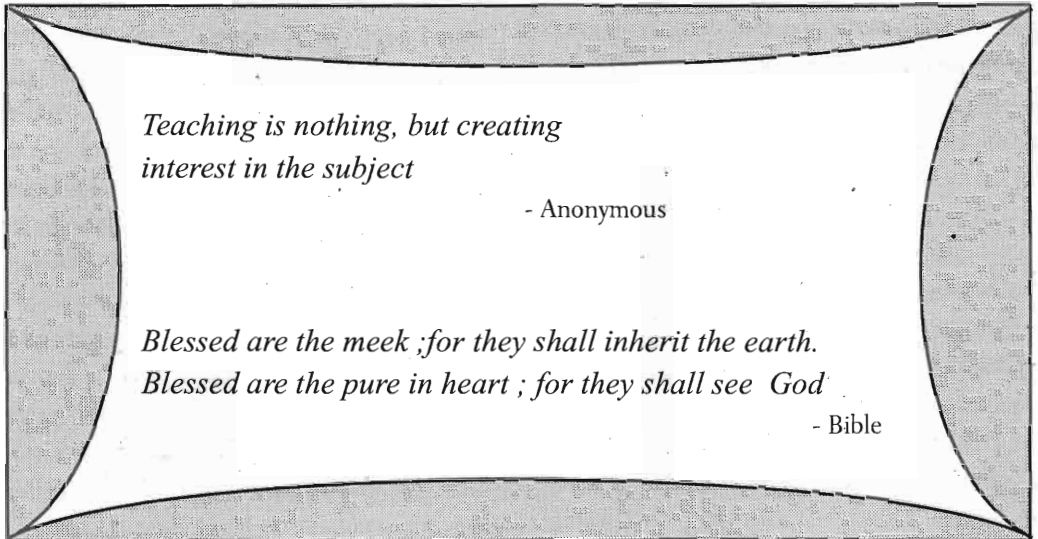 Teaching is nothing, but creating
interest in the subject
- Anonymous
Blessed are the meek ;for they shall inherit the earth.
Blessed are the pure in heart ; for they shall see God
- Bible